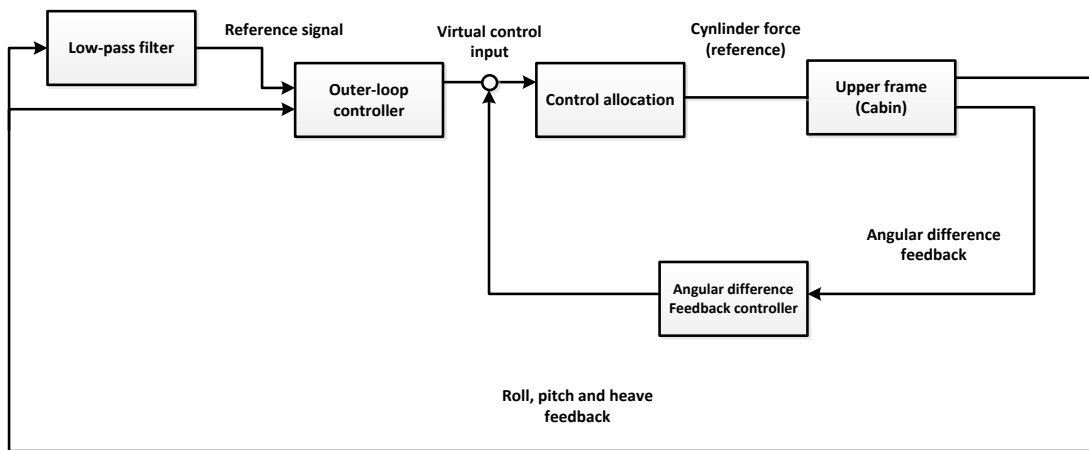 Low-pass filter
Reference signal
Outer-loop
controller
Virtual control
input
Control allocation
Cynlinder force
(reference)
Upper frame
(Cabin)
Angular difference
feedback
Angular difference
Feedback controller
Roll, pitch and heave
feedback